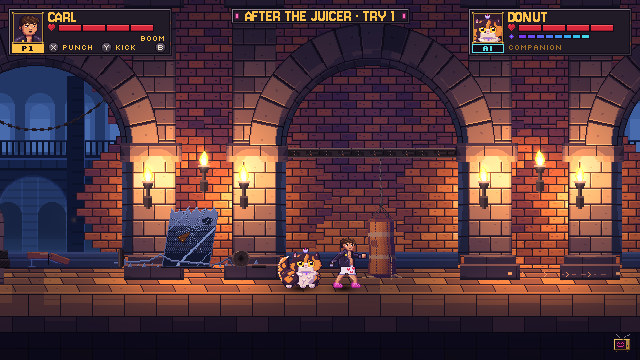 CARL
P1
BOOM
X PUNCH Y KICK B
AFTER THE JUICER · TRY 1
DONUT
AI
COMPANION